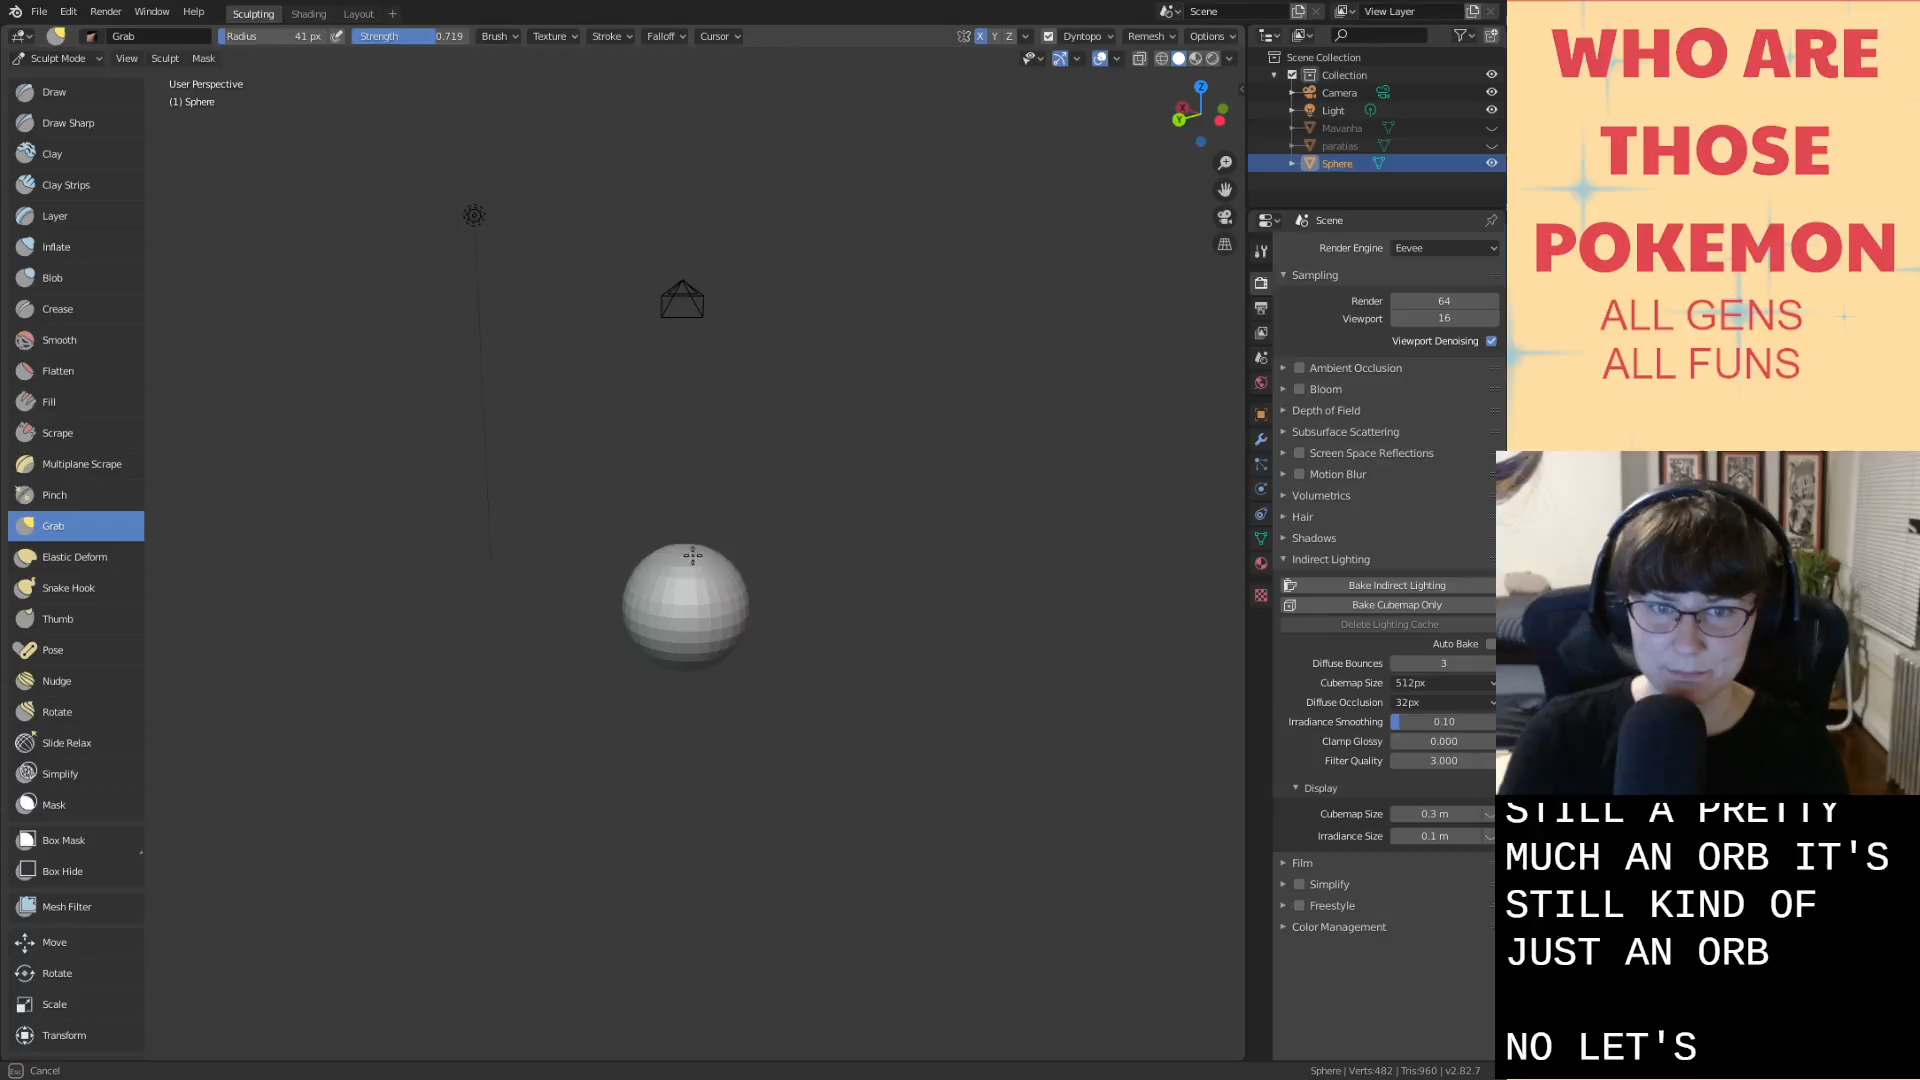 File Edit Render Window Help
Sculpting Shading Layout +
Scene
View Layer
Grab
Radius 41 px
Strength 0.719
Brush Texture Stroke Falloff Cursor
X Y Z
Dyntopo Remesh Options
Sculpt Mode View Sculpt Mask
User Perspective
(1) Sphere
Draw
Draw Sharp
Clay
Clay Strips
Layer
Inflate
Blob
Crease
Smooth
Flatten
Fill
Scrape
Multiplane Scrape
Pinch
Grab
Elastic Deform
Snake Hook
Thumb
Pose
Nudge
Rotate
Slide Relax
Simplify
Mask
Box Mask
Box Hide
Mesh Filter
Move
Rotate
Scale
Transform
Esc Cancel
Z
X
Y
Scene Collection
Collection
Camera
Light
Mavanha
paratias
Sphere
Scene
Render Engine Eevee
Sampling
Render 64
Viewport 16
Viewport Denoising
Ambient Occlusion
Bloom
Depth of Field
Subsurface Scattering
Screen Space Reflections
Motion Blur
Volumetrics
Hair
Shadows
Indirect Lighting
Bake Indirect Lighting
Bake Cubemap Only
Delete Lighting Cache
Auto Bake
Diffuse Bounces 3
Cubemap Size 512px
Diffuse Occlusion 32px
Irradiance Smoothing 0.10
Clamp Glossy 0.000
Filter Quality 3.000
Display
Cubemap Size 0.3 m
Irradiance Size 0.1 m
Film
Simplify
Freestyle
Color Management
Sphere | Verts:482 | Tris:960 | v2.82.7
WHO ARE
THOSE
POKEMON
ALL GENS
ALL FUNS
STILL A PRETTY
MUCH AN ORB IT'S
STILL KIND OF
JUST AN ORB
NO LET'S